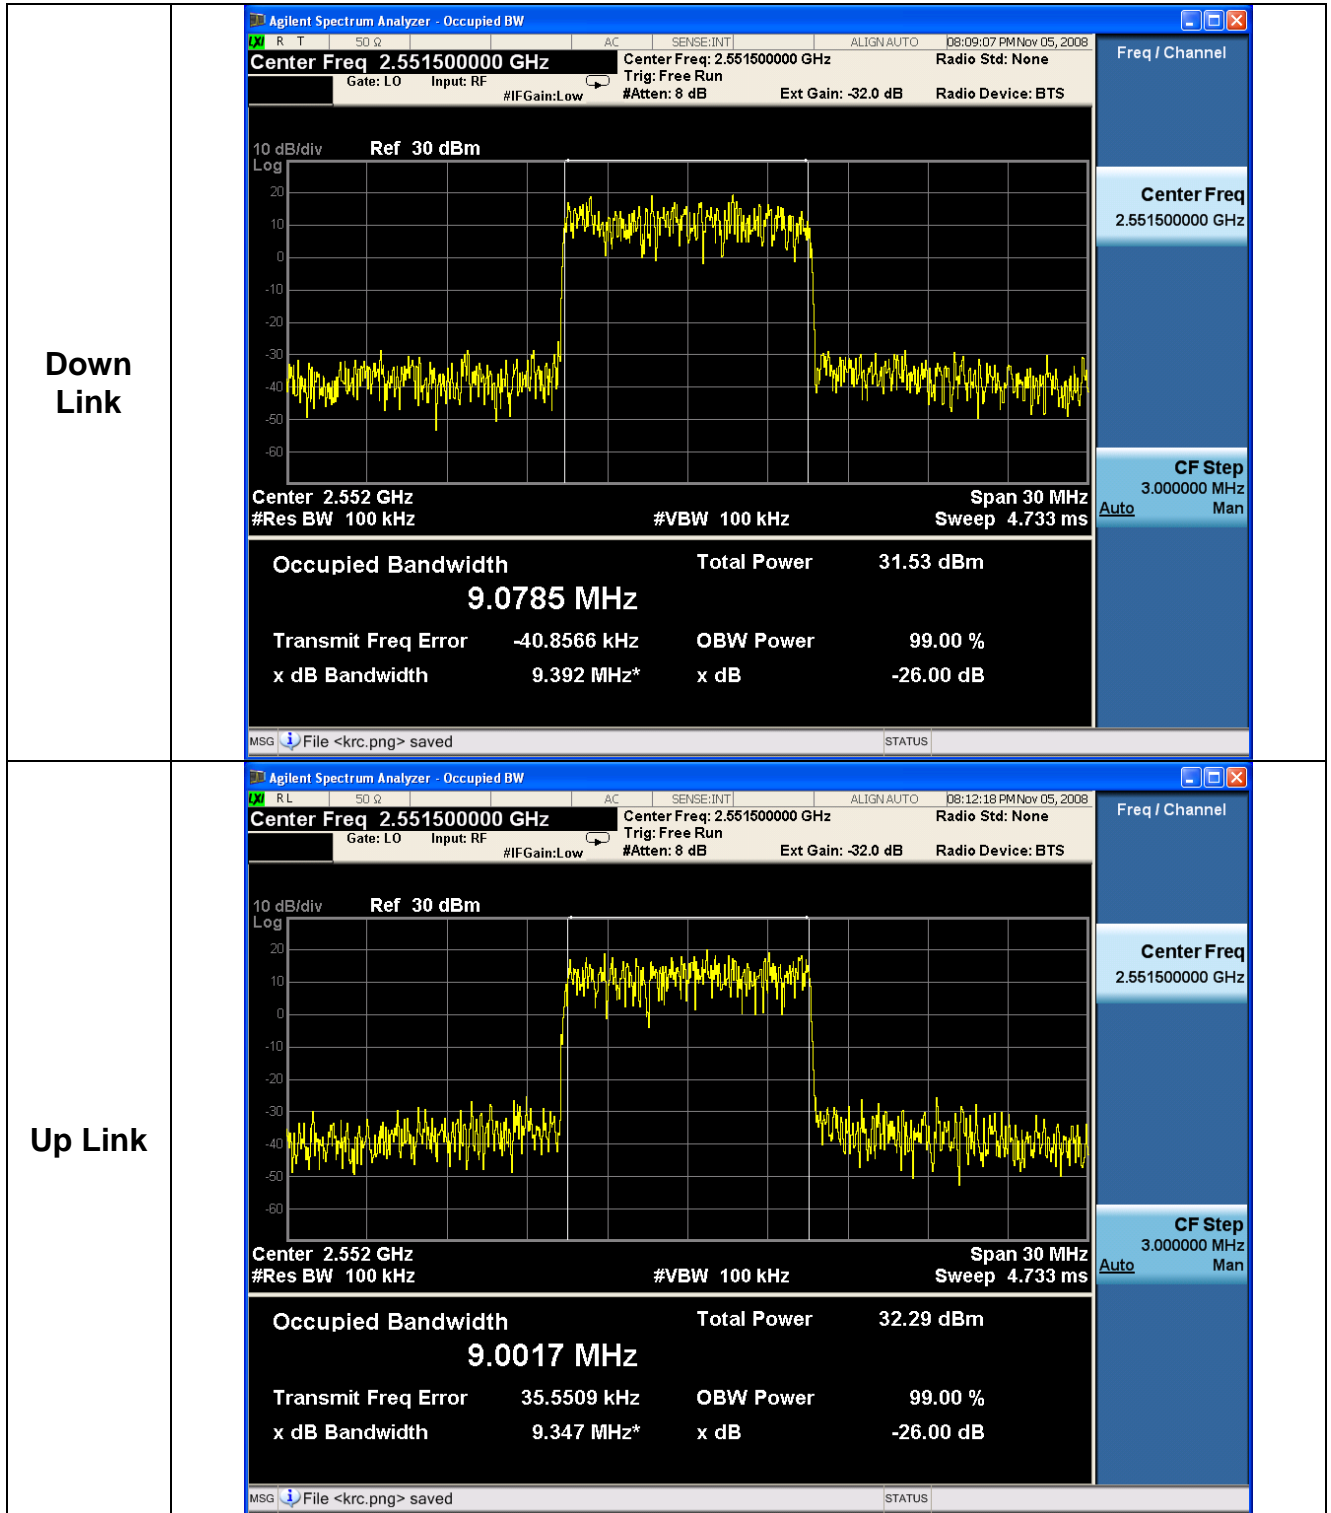 Down
Link
Agilent Spectrum Analyzer - Occupied BW
LXI R T 50 Ω AC SENSE:INT ALIGN AUTO 08:09:07 PM Nov 05, 2008
Center Freq 2.551500000 GHz
Center Freq: 2.551500000 GHz Radio Std: None
Gate: LO Input: RF Trig: Free Run
#IFGain:Low #Atten: 8 dB Ext Gain: -32.0 dB Radio Device: BTS
10 dB/div Ref 30 dBm
Log
20
10
0
-10
-20
-30
-40
-50
-60
Center 2.552 GHz Span 30 MHz
#Res BW 100 kHz #VBW 100 kHz Sweep 4.733 ms
Occupied Bandwidth Total Power 31.53 dBm
9.0785 MHz
Transmit Freq Error -40.8566 kHz OBW Power 99.00 %
x dB Bandwidth 9.392 MHz* x dB -26.00 dB
MSG File <krc.png> saved STATUS
Freq / Channel
Center Freq
2.551500000 GHz
CF Step
3.000000 MHz
Auto Man
Up Link
Agilent Spectrum Analyzer - Occupied BW
LXI R L 50 Ω AC SENSE:INT ALIGN AUTO 08:12:18 PM Nov 05, 2008
Center Freq 2.551500000 GHz
Center Freq: 2.551500000 GHz Radio Std: None
Gate: LO Input: RF Trig: Free Run
#IFGain:Low #Atten: 8 dB Ext Gain: -32.0 dB Radio Device: BTS
10 dB/div Ref 30 dBm
Log
20
10
0
-10
-20
-30
-40
-50
-60
Center 2.552 GHz Span 30 MHz
#Res BW 100 kHz #VBW 100 kHz Sweep 4.733 ms
Occupied Bandwidth Total Power 32.29 dBm
9.0017 MHz
Transmit Freq Error 35.5509 kHz OBW Power 99.00 %
x dB Bandwidth 9.347 MHz* x dB -26.00 dB
MSG File <krc.png> saved STATUS
Freq / Channel
Center Freq
2.551500000 GHz
CF Step
3.000000 MHz
Auto Man